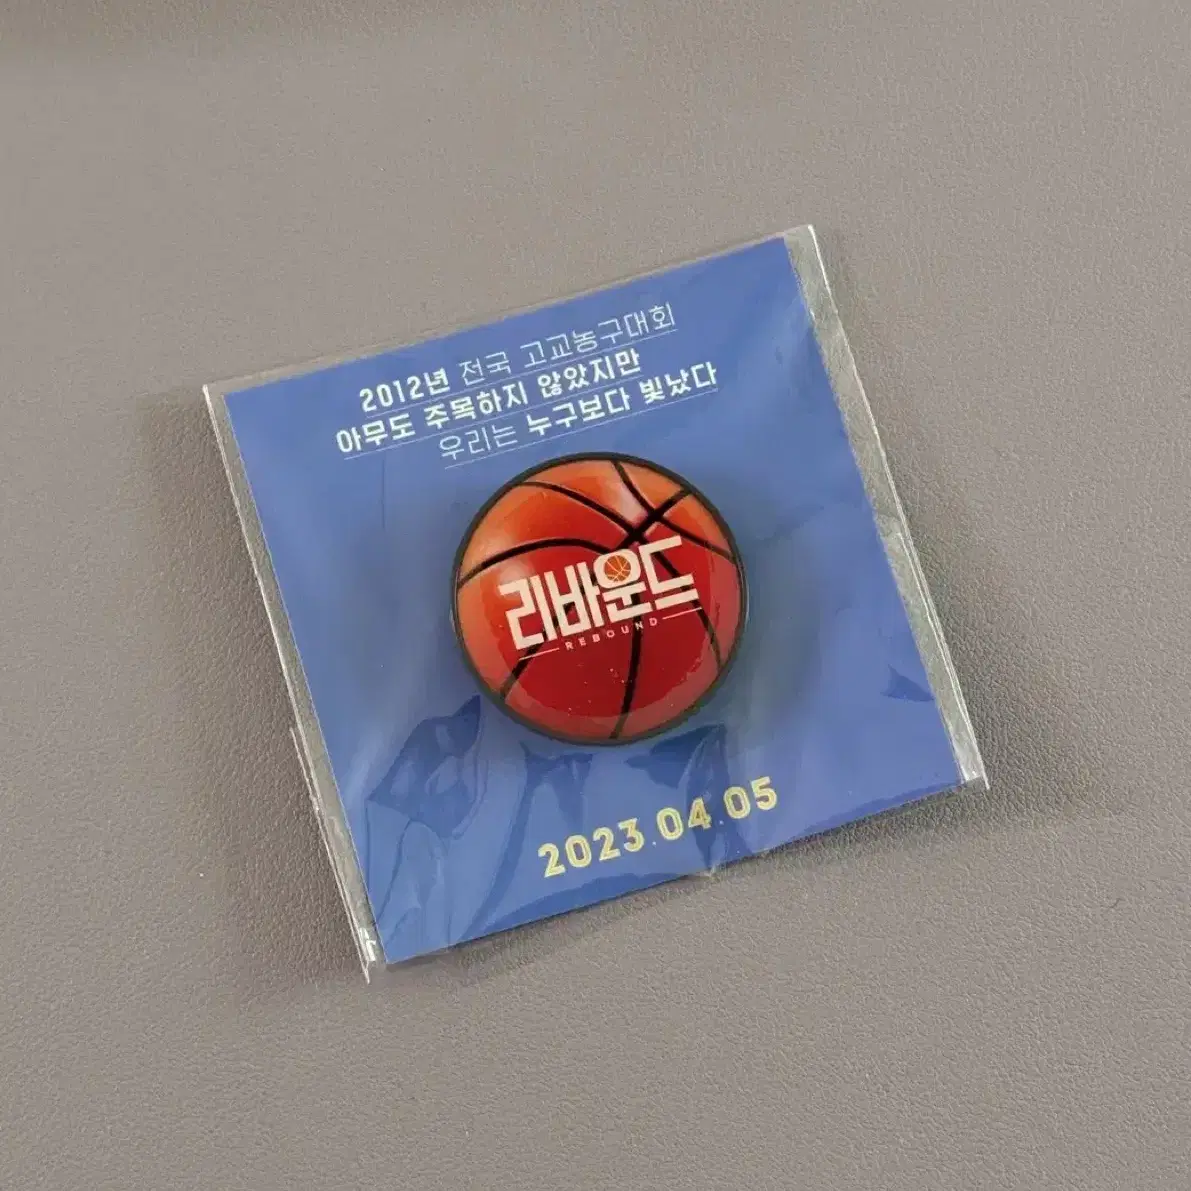 2012년 전국 고교농구대회
아무도 주목하지 않았지만
우리는 누구보다 빛났다
리바운드
REBOUND
2023.04.05